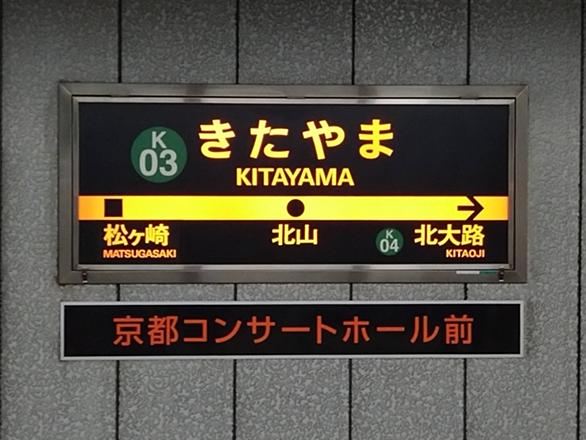 K
03
きたやま
KITAYAMA
松ヶ崎
MATSUGASAKI
北山
K
04
北大路
KITAOJI
京都コンサートホール前